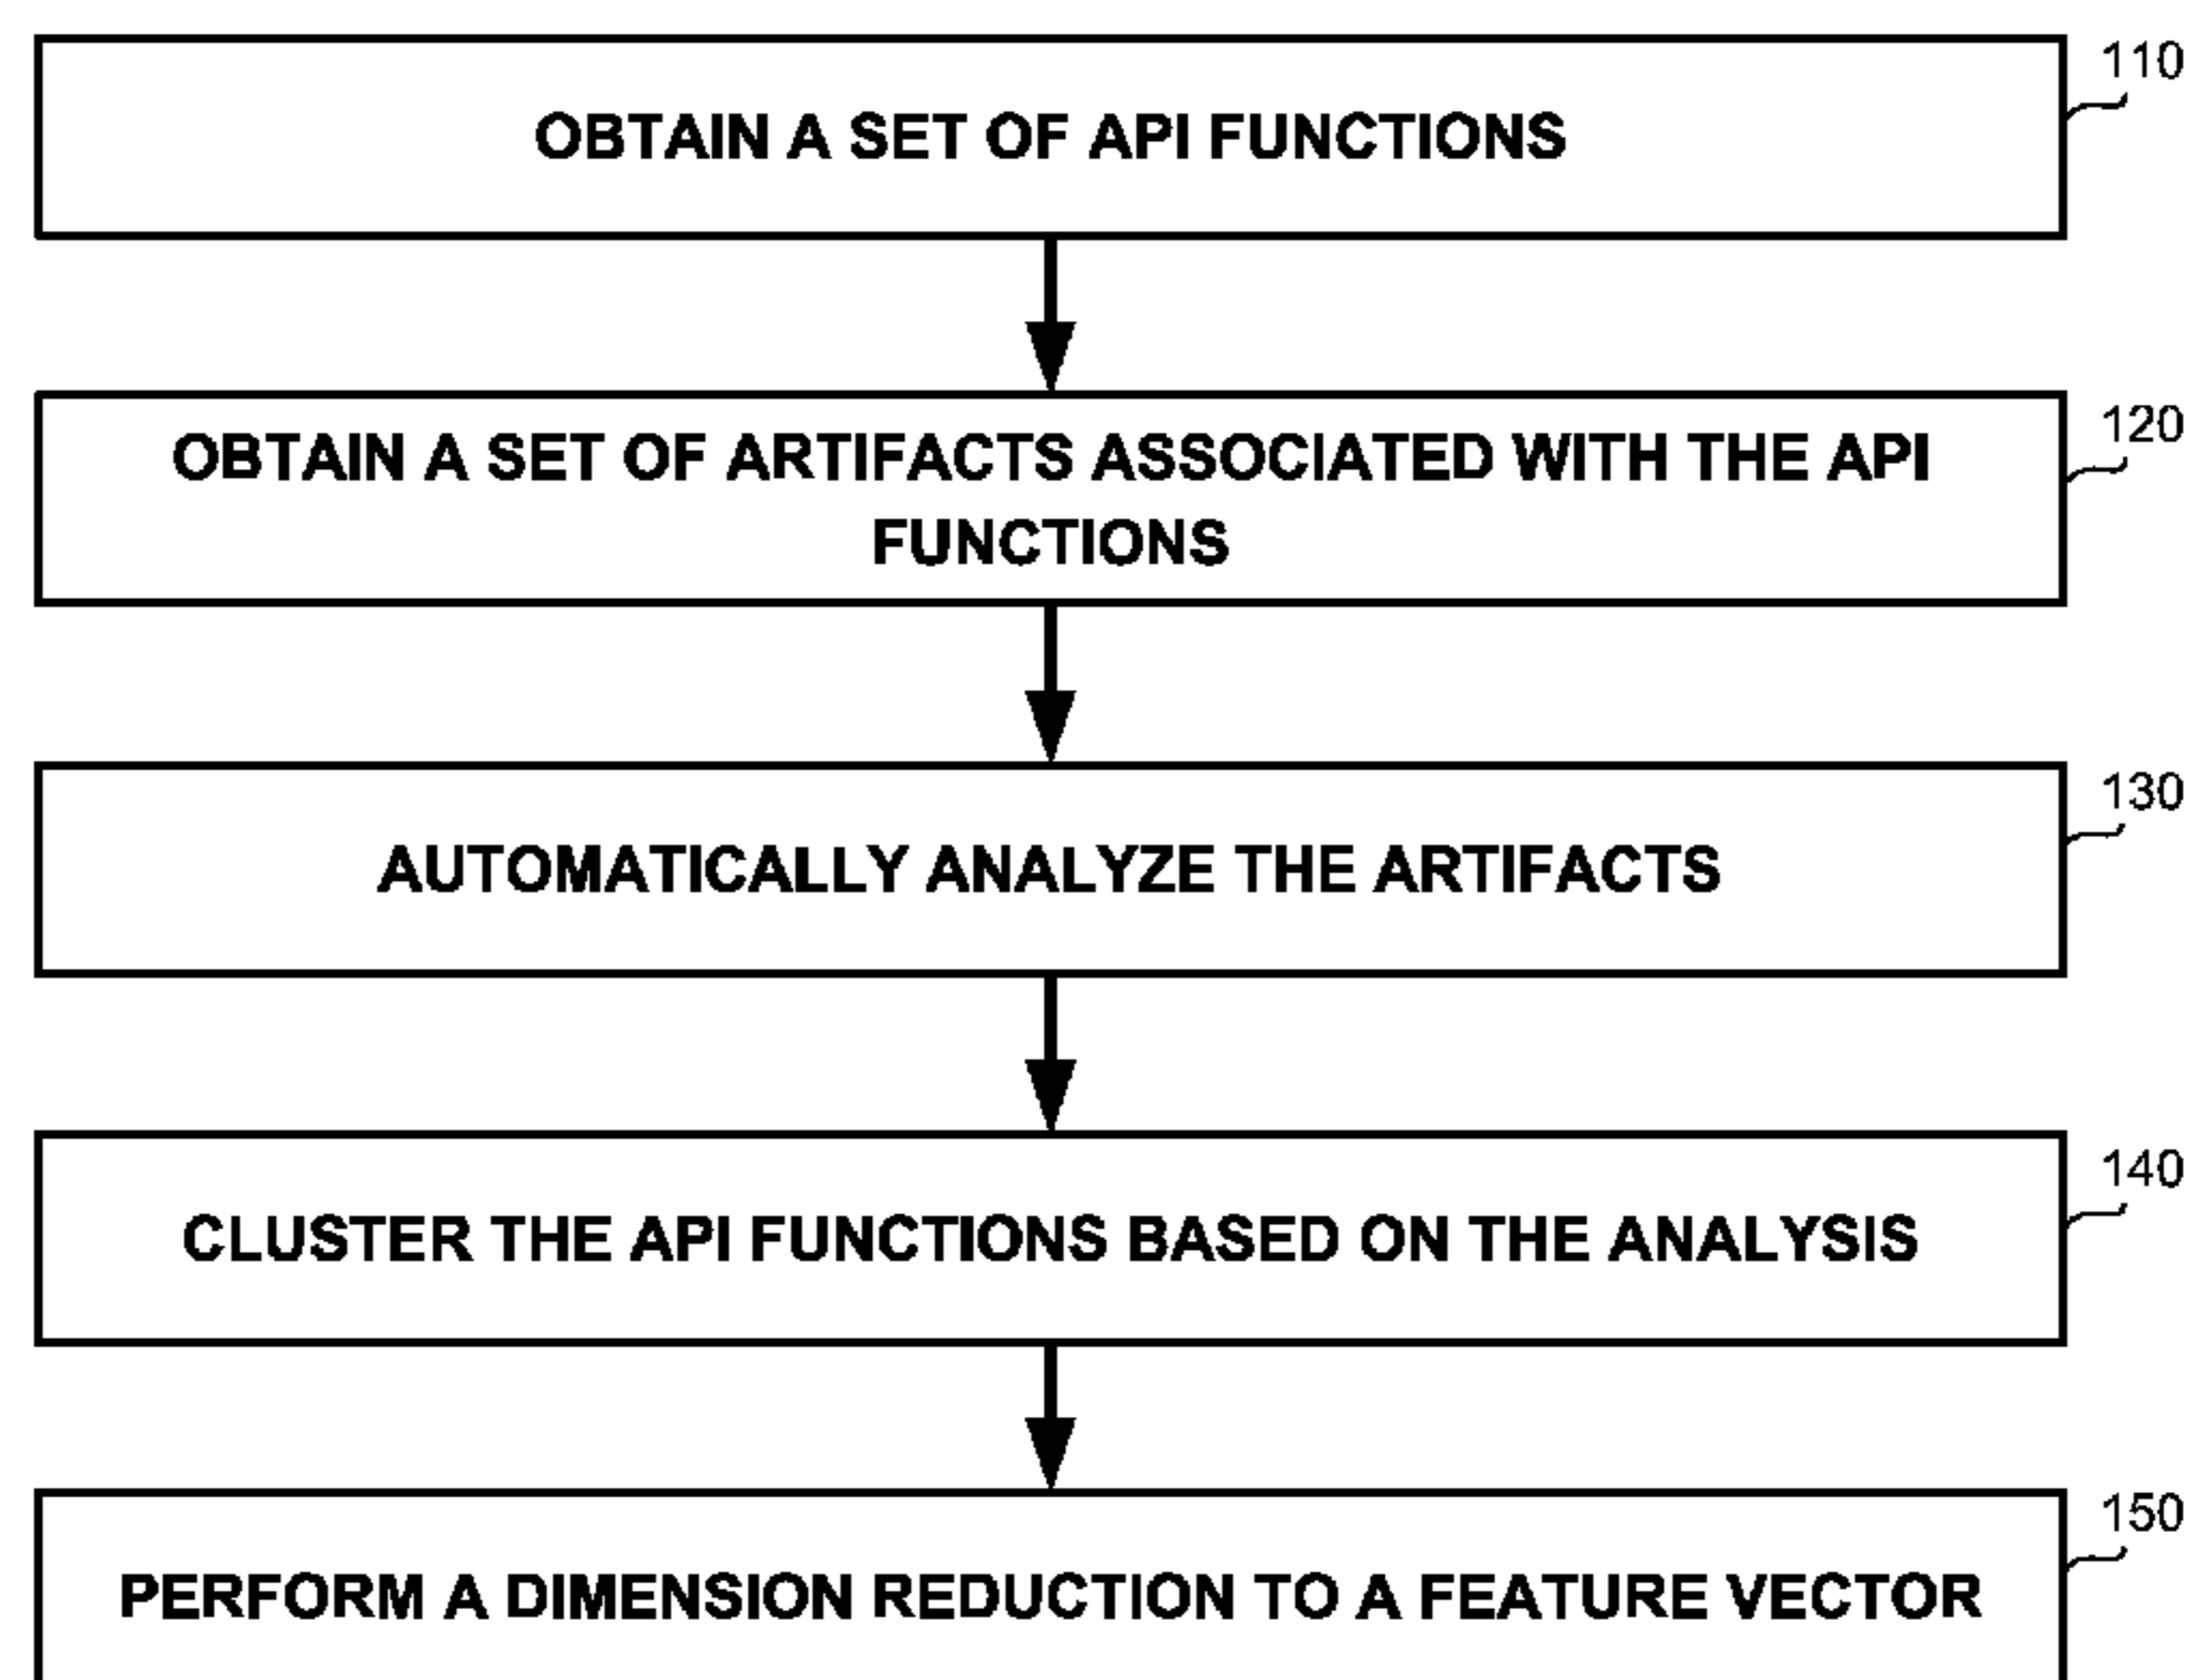 110
OBTAIN A SET OF API FUNCTIONS
120
OBTAIN A SET OF ARTIFACTS ASSOCIATED WITH THE API
FUNCTIONS
130
AUTOMATICALLY ANALYZE THE ARTIFACTS
140
CLUSTER THE API FUNCTIONS BASED ON THE ANALYSIS
150
PERFORM A DIMENSION REDUCTION TO A FEATURE VECTOR